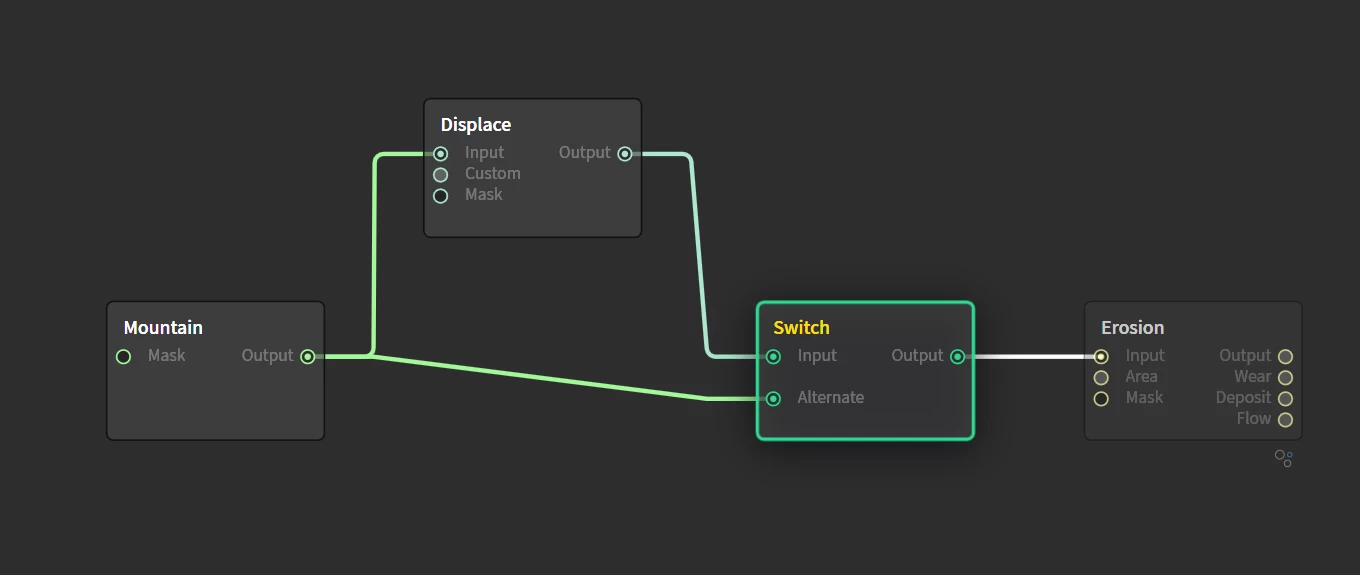 Displace
Input Output
Custom
Mask
Mountain
Mask Output
Switch
Input Output
Alternate
Erosion
Input Output
Area Wear
Mask Deposit
Flow